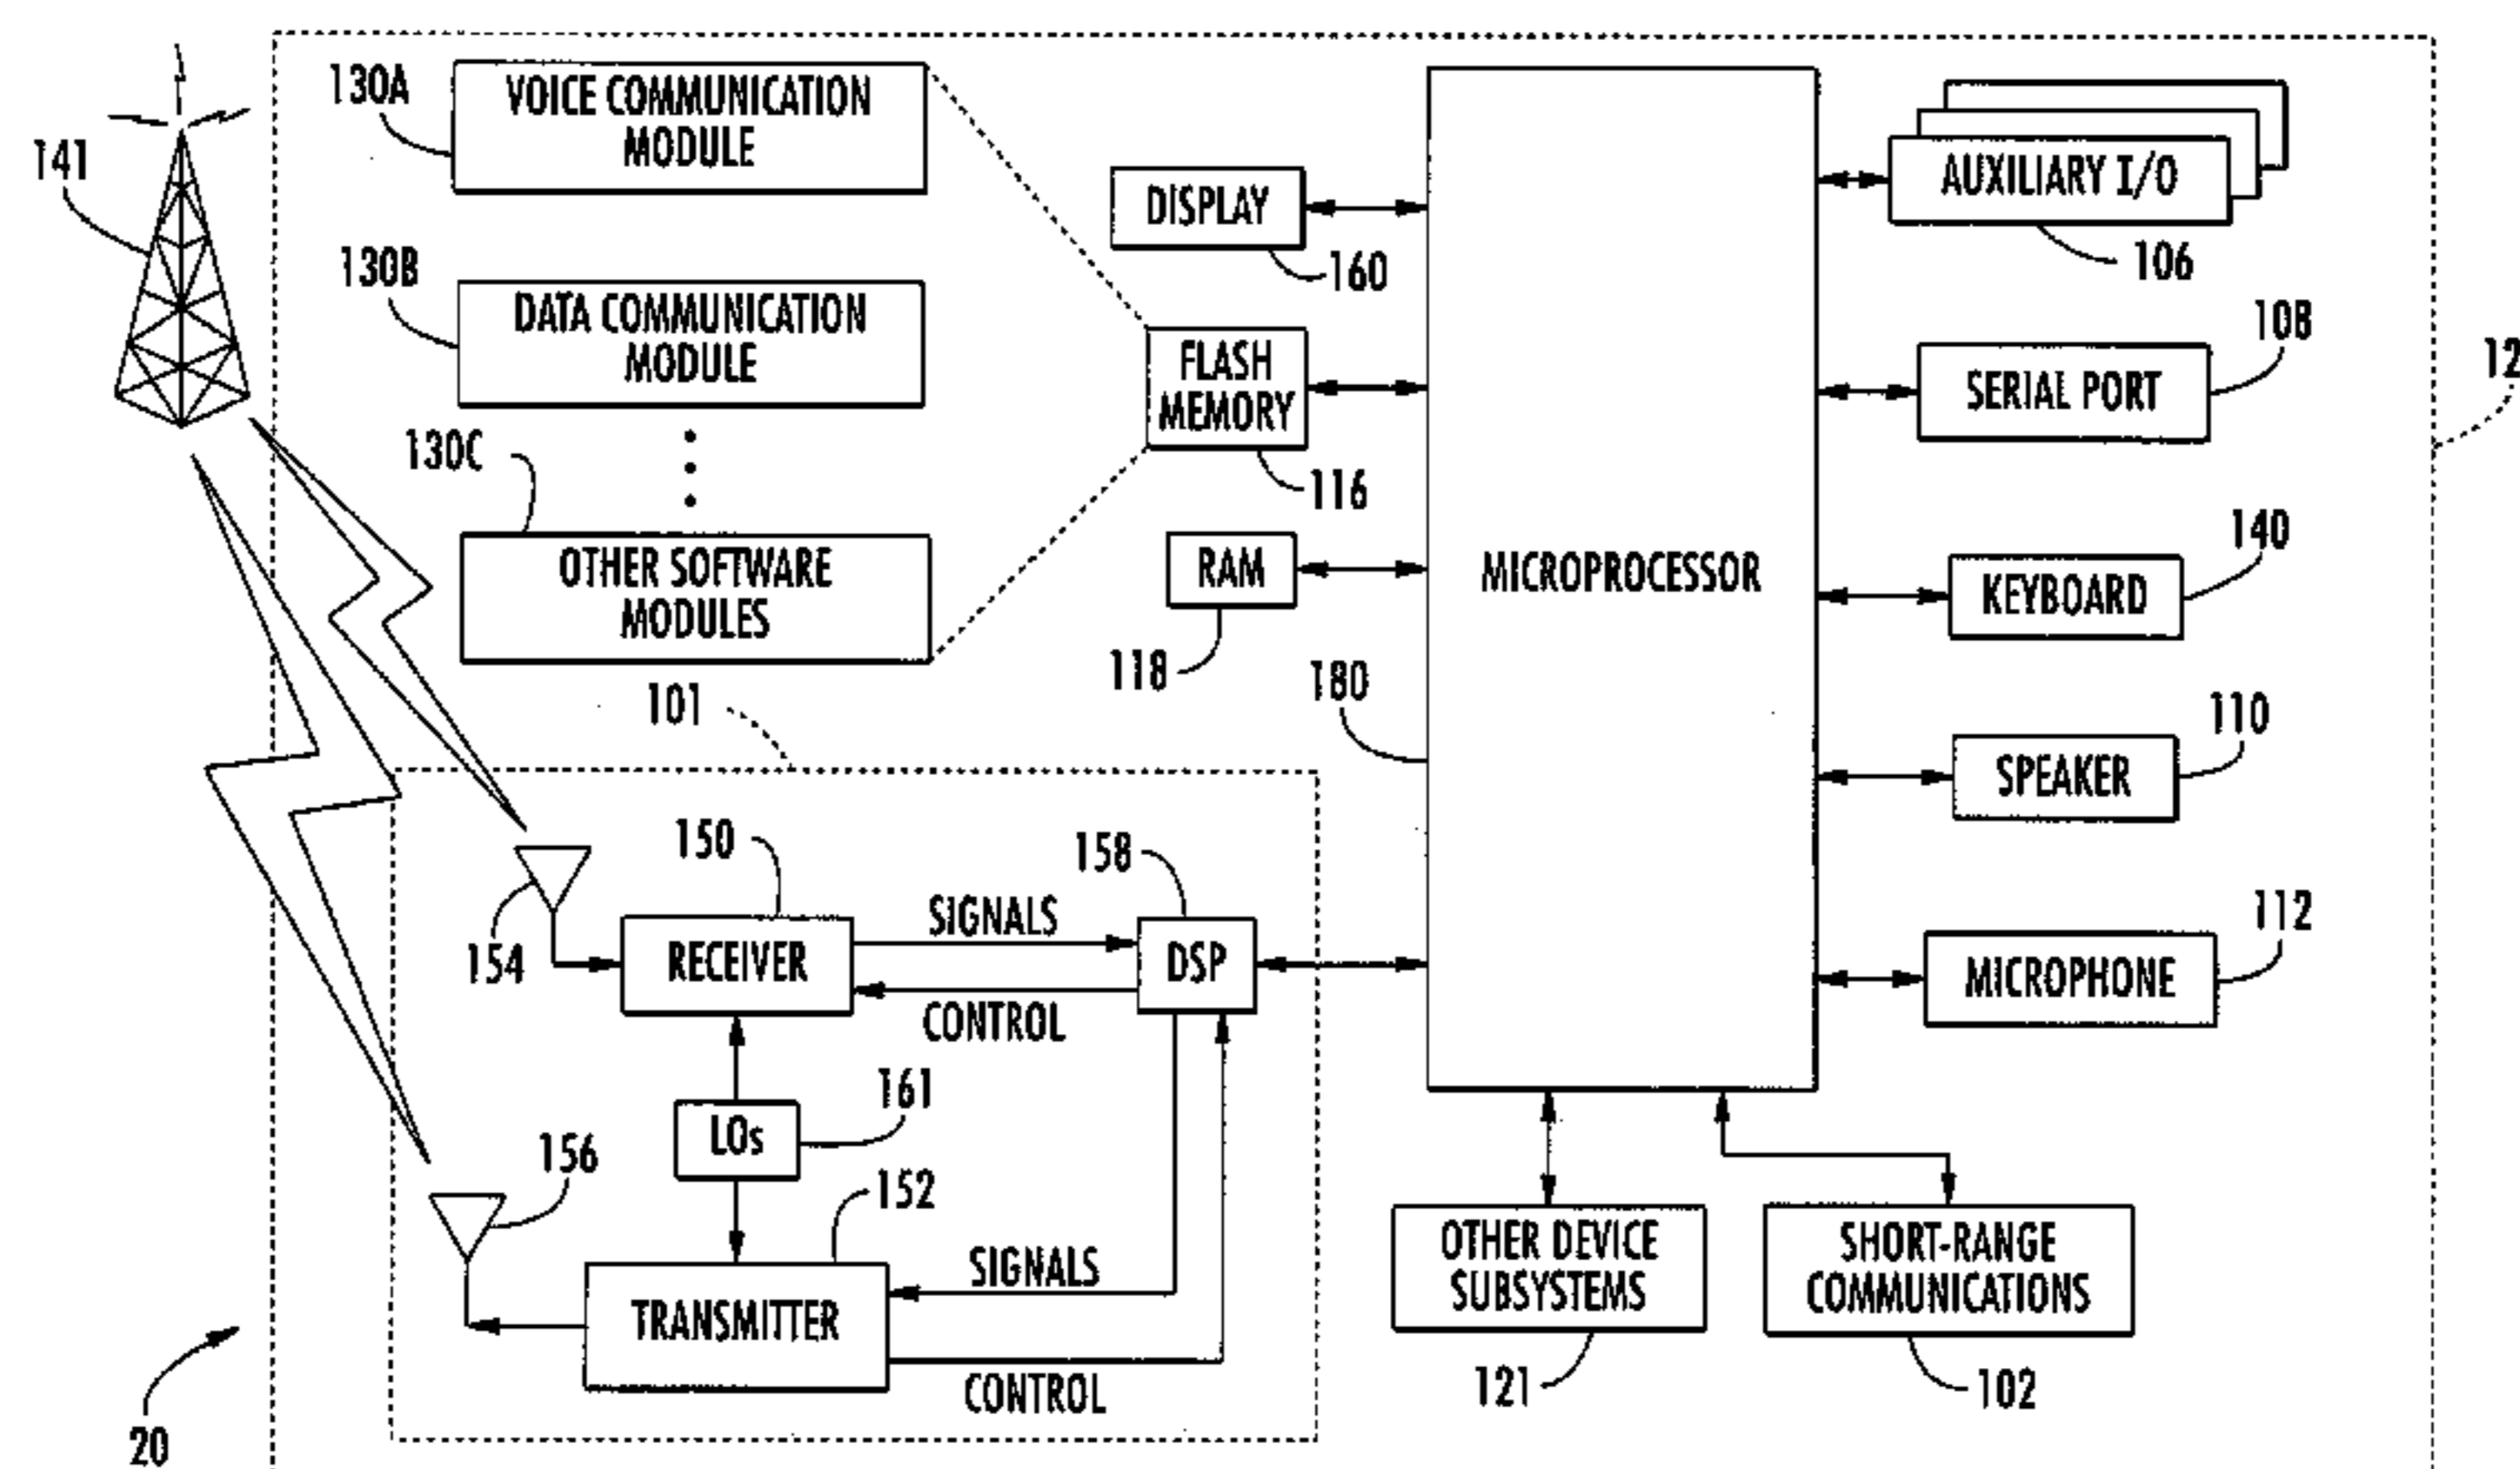 130A
VOICE COMMUNICATION
MODULE
141
DISPLAY
160
AUXILIARY I/O
106
130B
DATA COMMUNICATION
MODULE
FLASH
MEMORY
116
108
SERIAL PORT
12
130C
OTHER SOFTWARE
MODULES
RAM
118
MICROPROCESSOR
180
140
KEYBOARD
101
110
SPEAKER
150
158
154
RECEIVER
SIGNALS
DSP
CONTROL
112
MICROPHONE
LOs
161
156
152
TRANSMITTER
SIGNALS
CONTROL
OTHER DEVICE
SUBSYSTEMS
121
SHORT-RANGE
COMMUNICATIONS
102
20